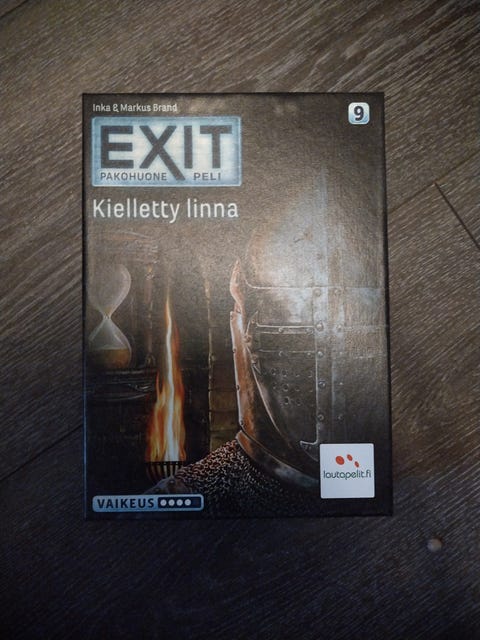 Inka & Markus Brand
9
EXIT
PAKOHUONE PELI
Kielletty linna
lautapelit.fi
VAIKEUS